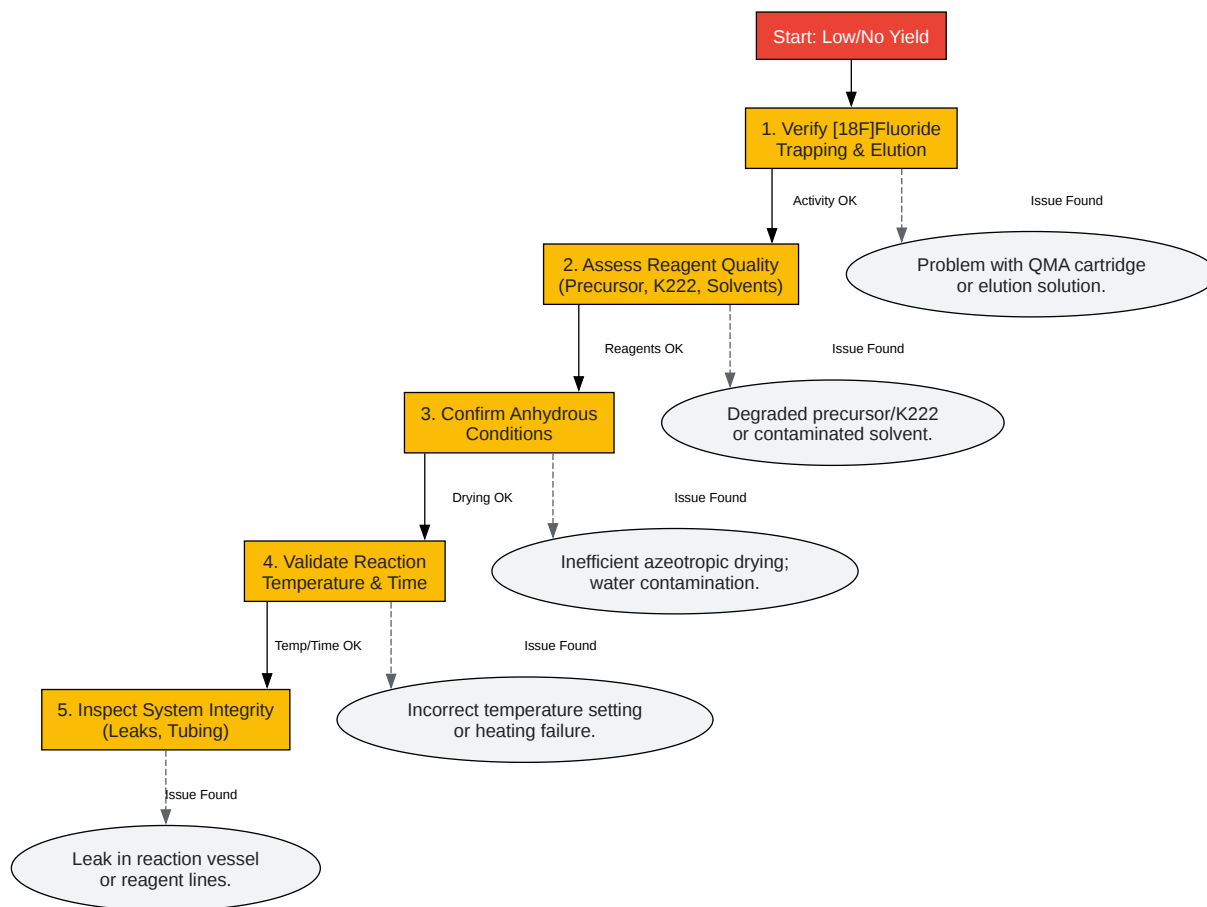 Start: Low/No Yield
1. Verify [18F]Fluoride
Trapping & Elution
Activity OK
Issue Found
2. Assess Reagent Quality
(Precursor, K222, Solvents)
Problem with QMA cartridge
or elution solution.
Reagents OK
Issue Found
3. Confirm Anhydrous
Conditions
Degraded precursor/K222
or contaminated solvent.
Drying OK
Issue Found
4. Validate Reaction
Temperature & Time
Inefficient azeotropic drying;
water contamination.
Temp/Time OK
Issue Found
5. Inspect System Integrity
(Leaks, Tubing)
Incorrect temperature setting
or heating failure.
Issue Found
Leak in reaction vessel
or reagent lines.